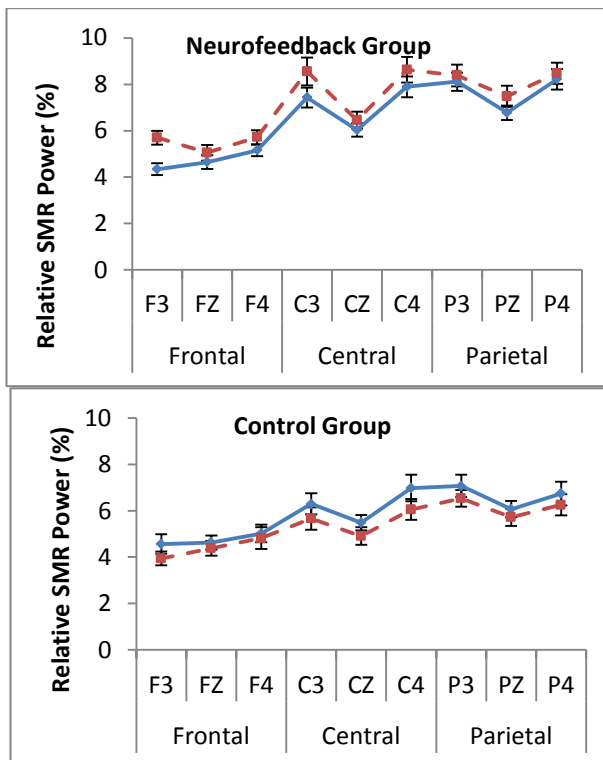 Neurofeedback Group
Relative SMR Power (%)
10
8
6
4
2
0
F3 FZ F4 C3 CZ C4 P3 PZ P4
Frontal Central Parietal
Control Group
Relative SMR Power (%)
10
8
6
4
2
0
F3 FZ F4 C3 CZ C4 P3 PZ P4
Frontal Central Parietal